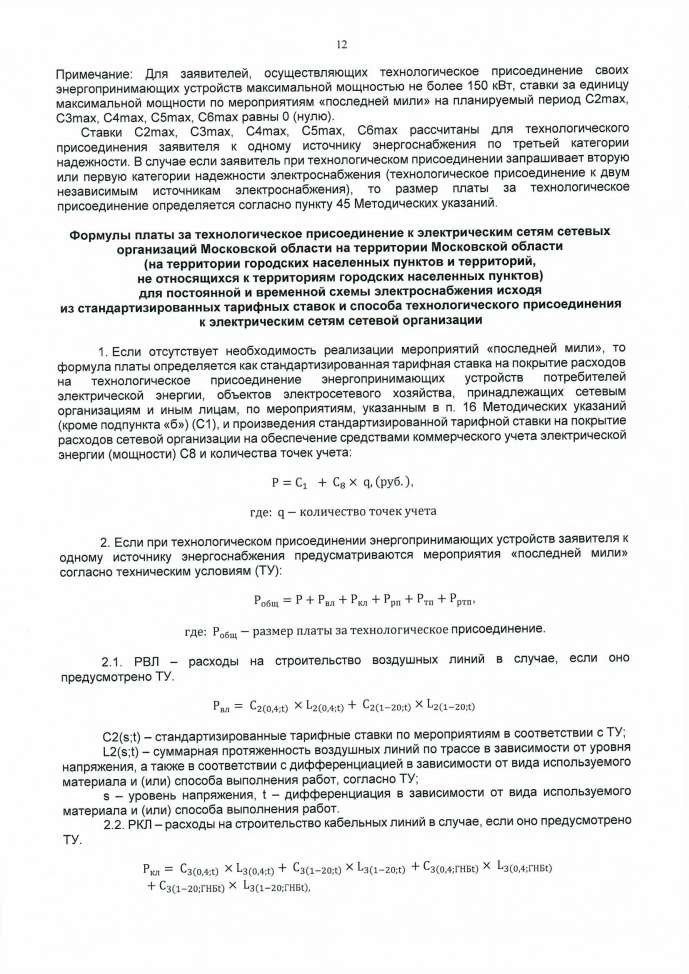 12
Примечание: Для заявителей, осуществляющих технологическое присоединение своих
энергопринимающих устройств максимальной мощностью не более 150 кВт, ставки за единицу
максимальной мощности по мероприятиям «последней мили» на планируемый период C2max,
C3max, C4max, C5max, C6max равны 0 (нулю).
Ставки C2max, C3max, C4max, C5max, C6max рассчитаны для технологического
присоединения заявителя к одному источнику энергоснабжения по третьей категории
надежности. В случае если заявитель при технологическом присоединении запрашивает вторую
или первую категории надежности электроснабжения (технологическое присоединение к двум
независимым источникам электроснабжения), то размер платы за технологическое
присоединение определяется согласно пункту 45 Методических указаний.
Формулы платы за технологическое присоединение к электрическим сетям сетевых
организаций Московской области на территории Московской области
(на территории городских населенных пунктов и территорий,
не относящихся к территориям городских населенных пунктов)
для постоянной и временной схемы электроснабжения исходя
из стандартизированных тарифных ставок и способа технологического присоединения
к электрическим сетям сетевой организации
1. Если отсутствует необходимость реализации мероприятий «последней мили», то
формула платы определяется как стандартизированная тарифная ставка на покрытие расходов
на технологическое присоединение энергопринимающих устройств потребителей
электрической энергии, объектов электросетевого хозяйства, принадлежащих сетевым
организациям и иным лицам, по мероприятиям, указанным в п. 16 Методических указаний
(кроме подпункта «б») (С1), и произведения стандартизированной тарифной ставки на покрытие
расходов сетевой организации на обеспечение средствами коммерческого учета электрической
энергии (мощности) С8 и количества точек учета:
P = C₁ + C₈ × q, (руб.),
где: q – количество точек учета
2. Если при технологическом присоединении энергопринимающих устройств заявителя к
одному источнику энергоснабжения предусматриваются мероприятия «последней мили»
согласно техническим условиям (ТУ):
Pобщ = P + Pвл + Pкл + Pрп + Pтп + Pртп,
где: Pобщ – размер платы за технологическое присоединение.
2.1. РВЛ – расходы на строительство воздушных линий в случае, если оно
предусмотрено ТУ.
Pвл = C2(0,4;t) × L2(0,4;t) + C2(1−20;t) × L2(1−20;t)
C2(s;t) – стандартизированные тарифные ставки по мероприятиям в соответствии с ТУ;
L2(s;t) – суммарная протяженность воздушных линий по трассе в зависимости от уровня
напряжения, а также в соответствии с дифференциацией в зависимости от вида используемого
материала и (или) способа выполнения работ, согласно ТУ;
s – уровень напряжения, t – дифференциация в зависимости от вида используемого
материала и (или) способа выполнения работ.
2.2. РКЛ – расходы на строительство кабельных линий в случае, если оно предусмотрено
ТУ.
Pкл = C3(0,4;t) × L3(0,4;t) + C3(1−20;t) × L3(1−20;t) + C3(0,4;ГНБt) × L3(0,4;ГНБt)
+ C3(1−20;ГНБt) × L3(1−20;ГНБt),